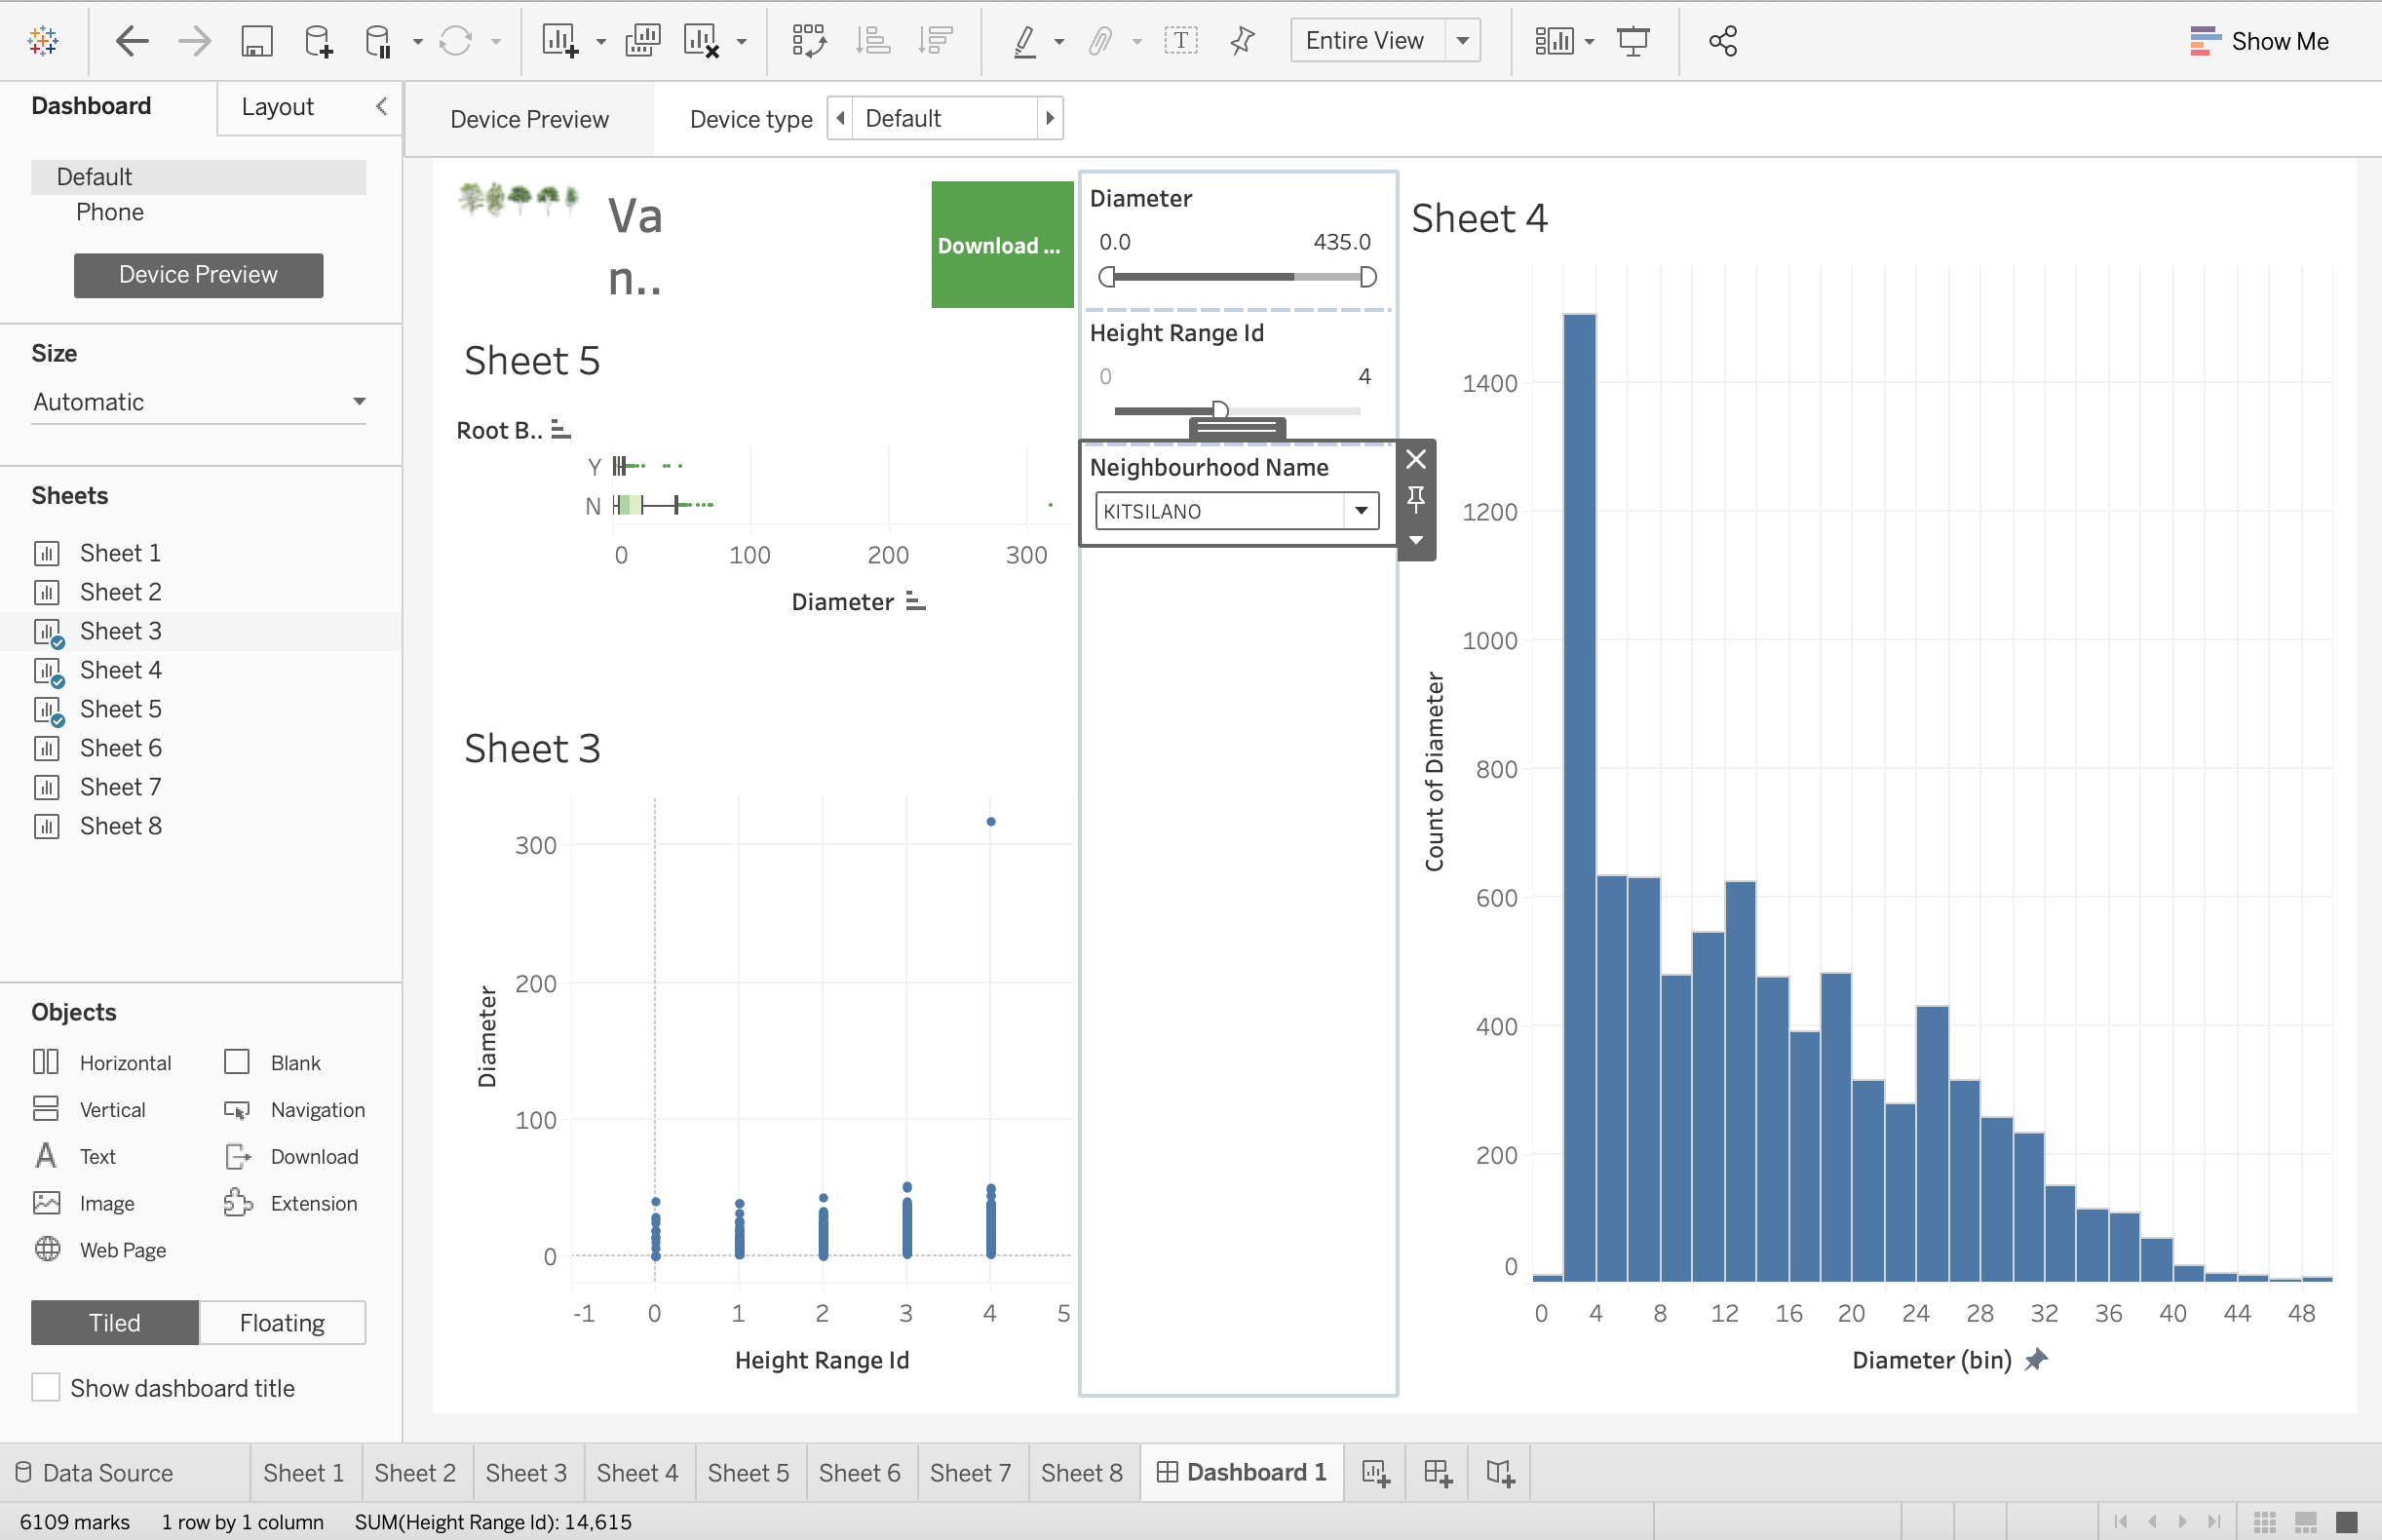 Entire View
Show Me
Dashboard
Layout
Device Preview
Device type
Default
Default
Phone
Device Preview
Size
Automatic
Sheets
Sheet 1
Sheet 2
Sheet 3
Sheet 4
Sheet 5
Sheet 6
Sheet 7
Sheet 8
Objects
Horizontal
Blank
Vertical
Navigation
Text
Download
Image
Extension
Web Page
Tiled
Floating
Show dashboard title
Va
n..
Download ...
Sheet 5
Root B..
Y
N
0 100 200 300
Diameter
Sheet 3
Diameter
300
200
100
0
-1 0 1 2 3 4 5
Height Range Id
Diameter
0.0 435.0
Height Range Id
0 4
Neighbourhood Name
KITSILANO
Sheet 4
Count of Diameter
1400
1200
1000
800
600
400
200
0
0 4 8 12 16 20 24 28 32 36 40 44 48
Diameter (bin)
Data Source
Sheet 1
Sheet 2
Sheet 3
Sheet 4
Sheet 5
Sheet 6
Sheet 7
Sheet 8
Dashboard 1
6109 marks 1 row by 1 column SUM(Height Range Id): 14,615